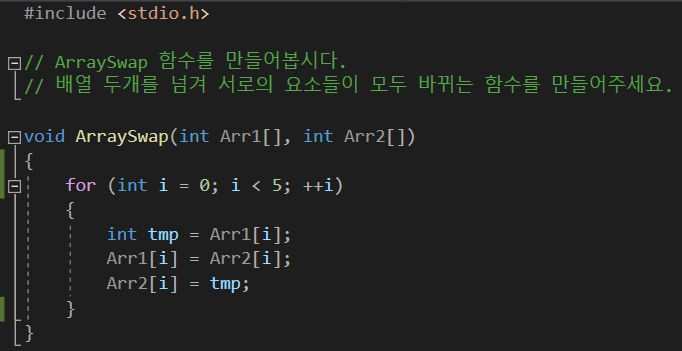 #include <stdio.h>
// ArraySwap 함수를 만들어봅시다.
// 배열 두개를 넘겨 서로의 요소들이 모두 바뀌는 함수를 만들어주세요.
void ArraySwap(int Arr1[], int Arr2[])
{
for (int i = 0; i < 5; ++i)
{
int tmp = Arr1[i];
Arr1[i] = Arr2[i];
Arr2[i] = tmp;
}
}